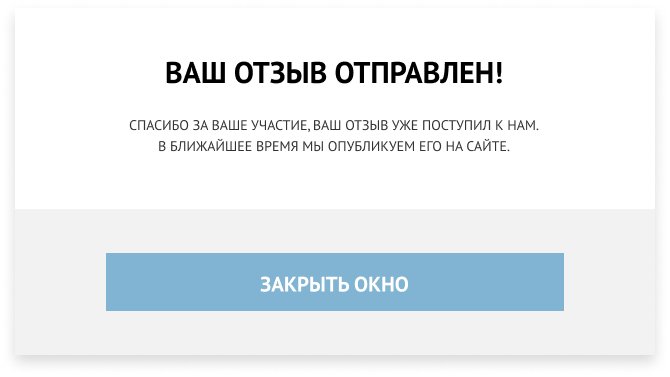 ВАШ ОТЗЫВ ОТПРАВЛЕН!
СПАСИБО ЗА ВАШЕ УЧАСТИЕ, ВАШ ОТЗЫВ УЖЕ ПОСТУПИЛ К НАМ.
В БЛИЖАЙШЕЕ ВРЕМЯ МЫ ОПУБЛИКУЕМ ЕГО НА САЙТЕ.
ЗАКРЫТЬ ОКНО